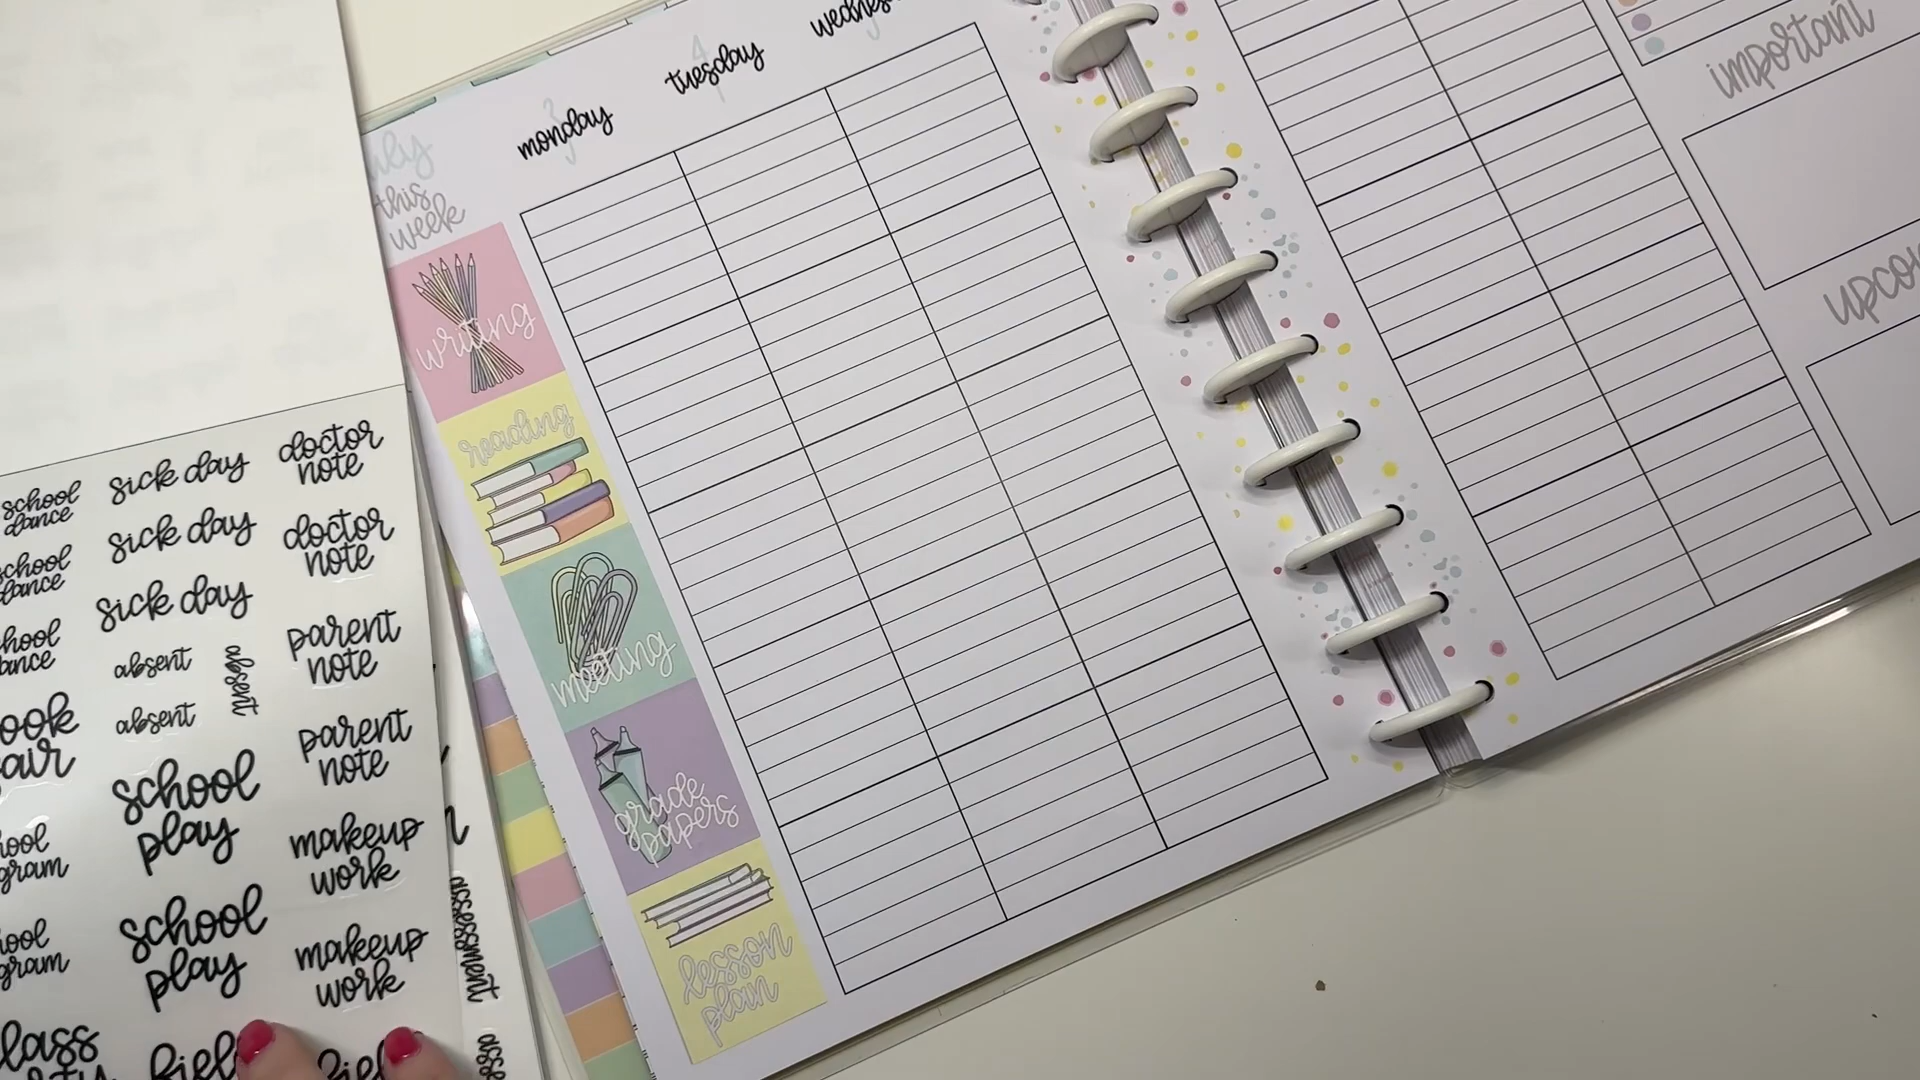 monday
3
tuesday
4
this
week
writing
reading
meeting
grade
papers
lesson
plan
important
school
dance
school
dance
sick day
sick day
sick day
absent
absent
absent
school
play
school
play
doctor
note
doctor
note
parent
note
parent
note
makeup
work
makeup
work
assessment